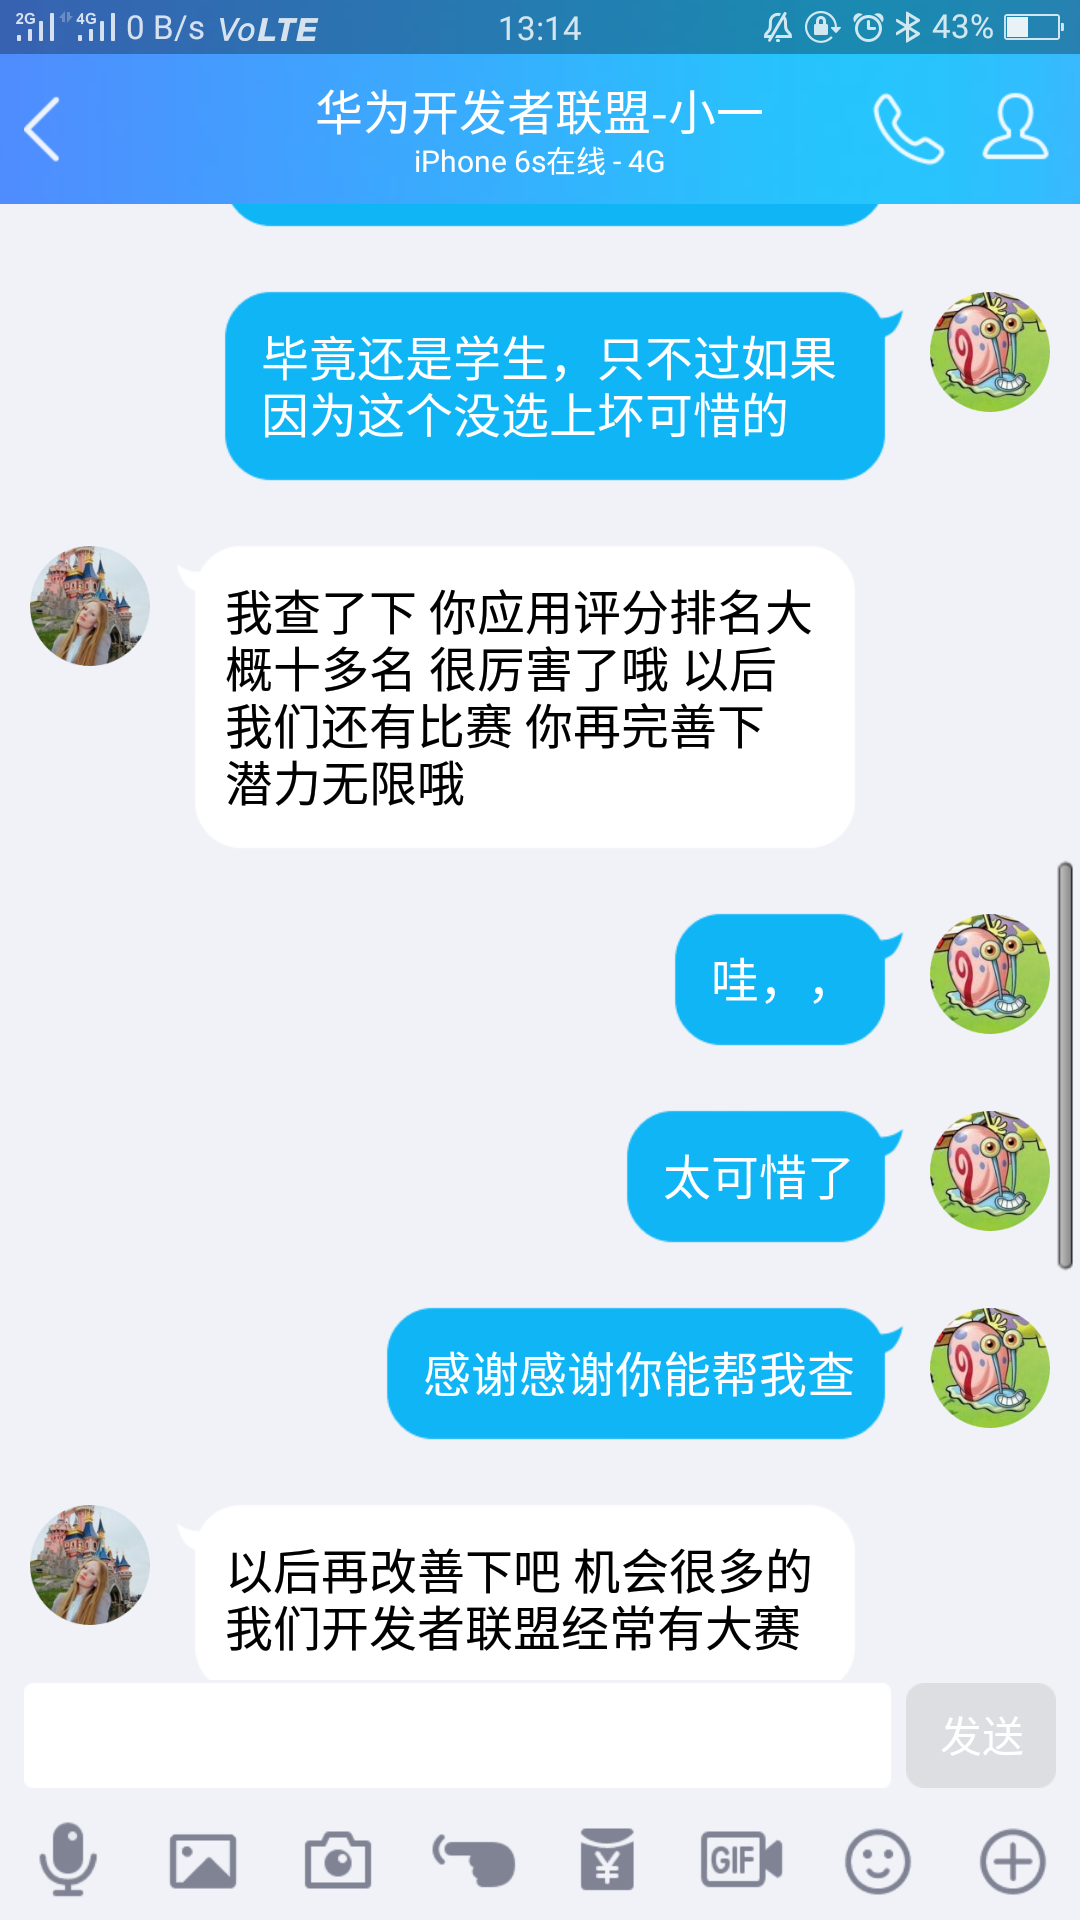 2G 4G 0 B/s VoLTE 13:14 43%
华为开发者联盟-小一
iPhone 6s在线 - 4G
毕竟还是学生，只不过如果
因为这个没选上坏可惜的
我查了下 你应用评分排名大
概十多名 很厉害了哦 以后
我们还有比赛 你再完善下
潜力无限哦
哇，，
太可惜了
感谢感谢你能帮我查
以后再改善下吧 机会很多的
我们开发者联盟经常有大赛
发送
GIF